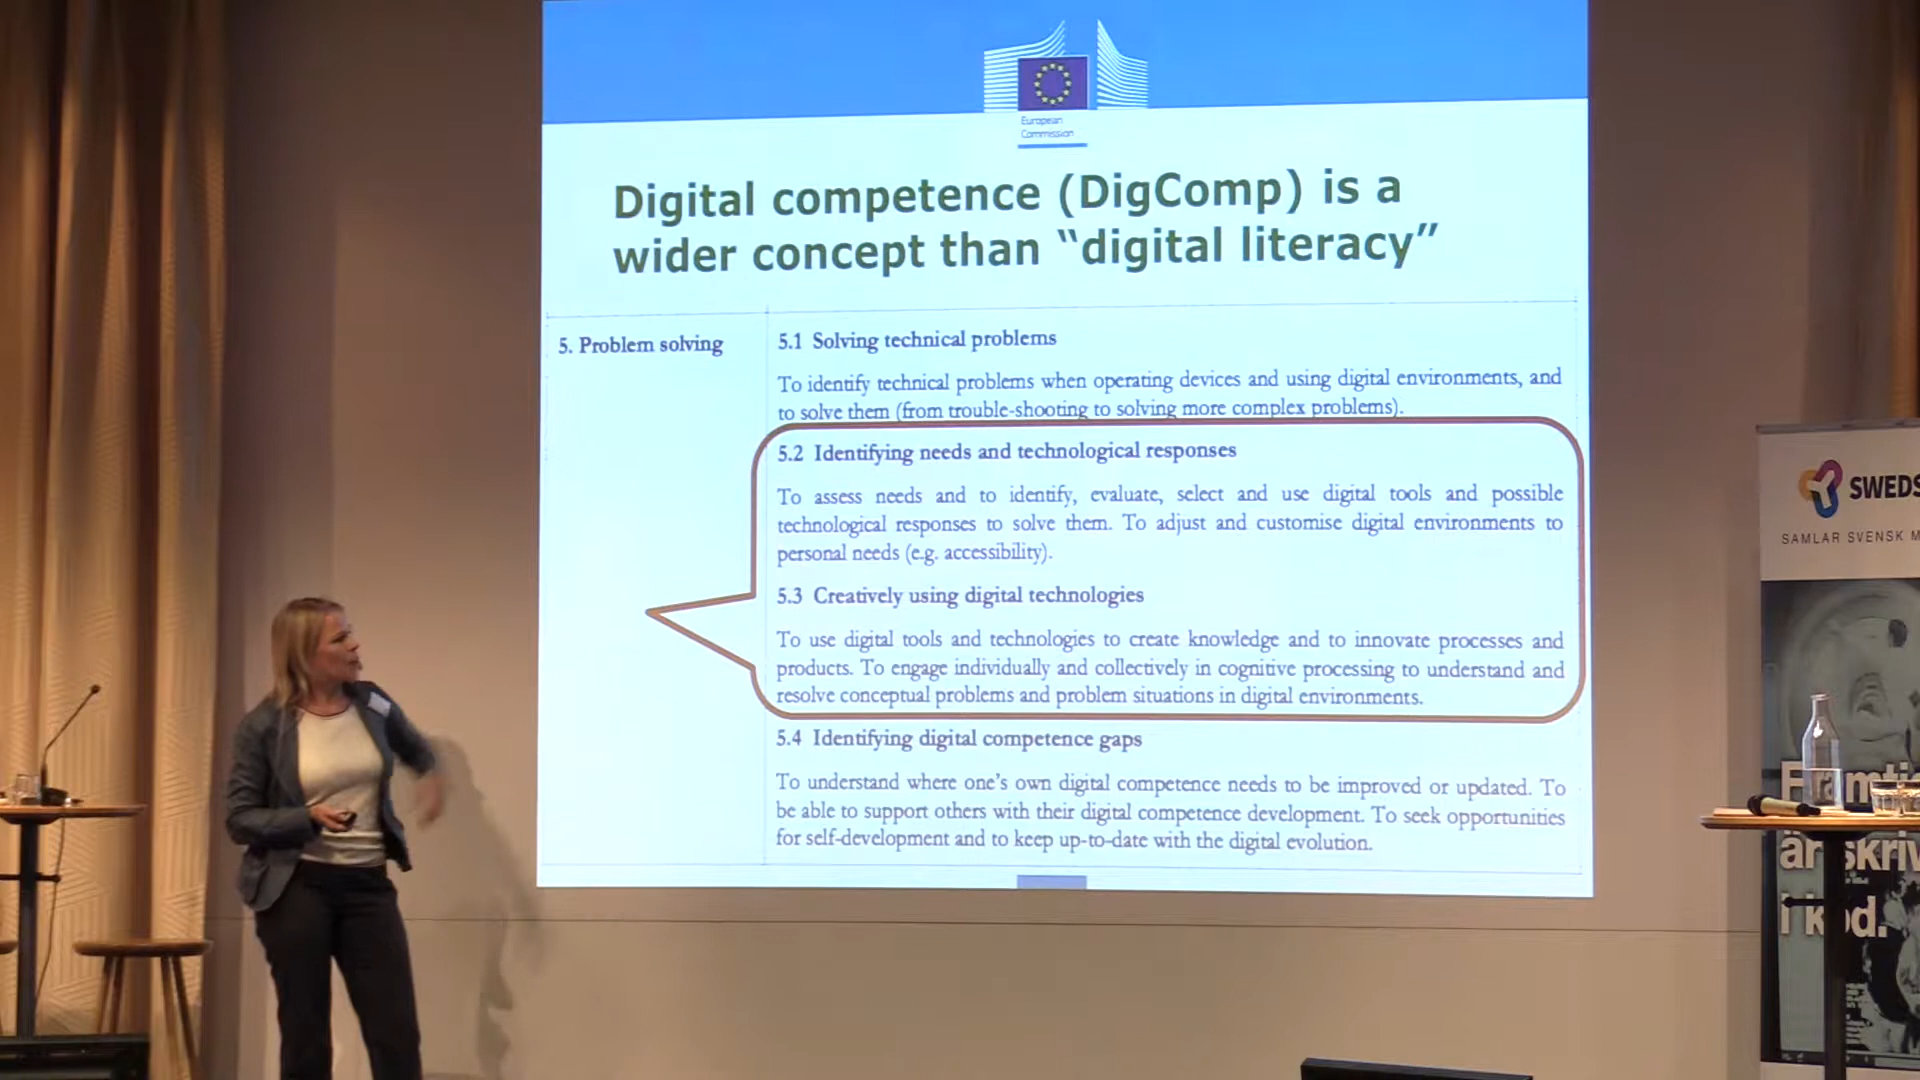 European
Commission
Digital competence (DigComp) is a
wider concept than “digital literacy”
5. Problem solving
5.1 Solving technical problems
To identify technical problems when operating devices and using digital environments, and
to solve them (from trouble-shooting to solving more complex problems).
5.2 Identifying needs and technological responses
To assess needs and to identify, evaluate, select and use digital tools and possible
technological responses to solve them. To adjust and customise digital environments to
personal needs (e.g. accessibility).
5.3 Creatively using digital technologies
To use digital tools and technologies to create knowledge and to innovate processes and
products. To engage individually and collectively in cognitive processing to understand and
resolve conceptual problems and problem situations in digital environments.
5.4 Identifying digital competence gaps
To understand where one's own digital competence needs to be improved or updated. To
be able to support others with their digital competence development. To seek opportunities
for self-development and to keep up-to-date with the digital evolution.
SWEDS
SAMLAR SVENSK M
är skriv
i k d.